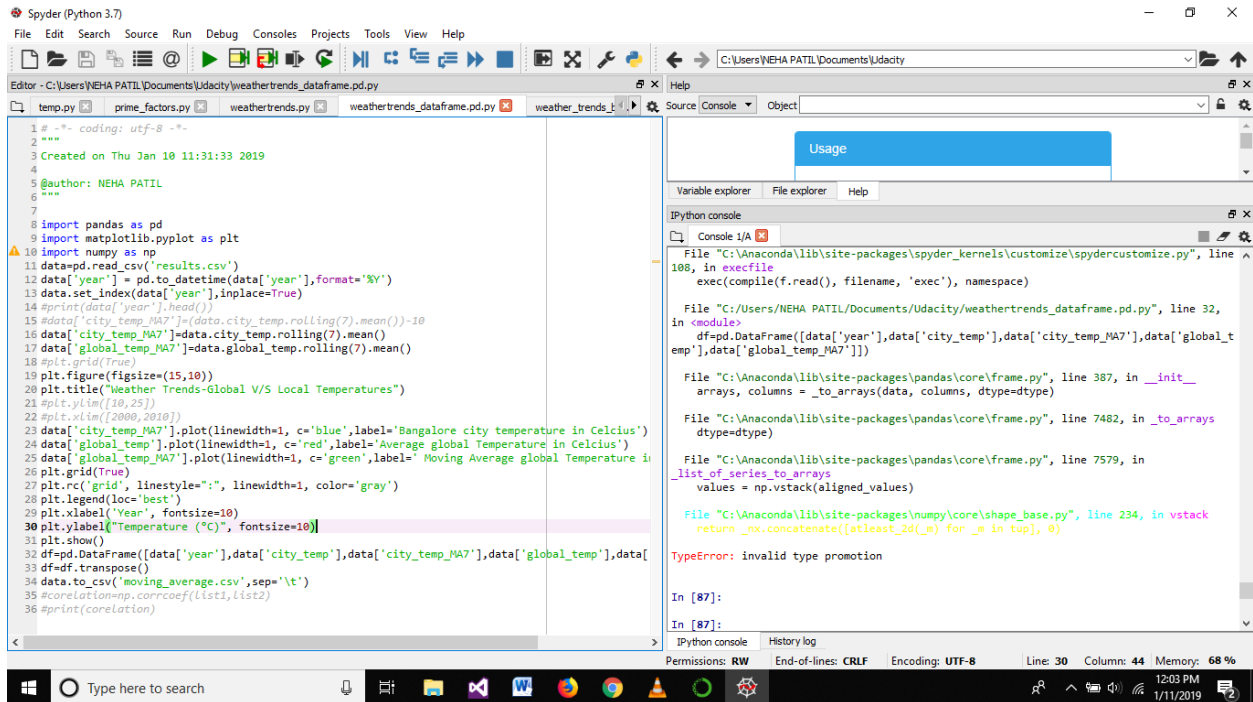 Spyder (Python 3.7)
File Edit Search Source Run Debug Consoles Projects Tools View Help
C:\Users\NEHA PATIL\Documents\Udacity
Editor - C:\Users\NEHA PATIL\Documents\Udacity\weathertrends_dataframe.pd.py
temp.py prime_factors.py weathertrends.py weathertrends_dataframe.pd.py weather_trends_
1 # -*- coding: utf-8 -*-
2 """
3 Created on Thu Jan 10 11:31:33 2019
4
5 @author: NEHA PATIL
6 """
7
8 import pandas as pd
9 import matplotlib.pyplot as plt
10 import numpy as np
11 data=pd.read_csv('results.csv')
12 data['year'] = pd.to_datetime(data['year'],format='%Y')
13 data.set_index(data['year'],inplace=True)
14 #print(data['year'].head())
15 #data['city_temp_MA7']=(data.city_temp.rolling(7).mean())-10
16 data['city_temp_MA7']=data.city_temp.rolling(7).mean()
17 data['global_temp_MA7']=data.global_temp.rolling(7).mean()
18 #plt.grid(True)
19 plt.figure(figsize=(15,10))
20 plt.title("Weather Trends-Global V/S Local Temperatures")
21 #plt.ylim([10,25])
22 #plt.xlim([2000,2010])
23 data['city_temp_MA7'].plot(linewidth=1, c='blue',label='Bangalore city temperature in Celcius')
24 data['global_temp'].plot(linewidth=1, c='red',label='Average global Temperature in Celcius')
25 data['global_temp_MA7'].plot(linewidth=1, c='green',label=' Moving Average global Temperature i
26 plt.grid(True)
27 plt.rc('grid', linestyle=":", linewidth=1, color='gray')
28 plt.legend(loc='best')
29 plt.xlabel('Year', fontsize=10)
30 plt.ylabel("Temperature (°C)", fontsize=10)
31 plt.show()
32 df=pd.DataFrame([data['year'],data['city_temp'],data['city_temp_MA7'],data['global_temp'],data[
33 df=df.transpose()
34 data.to_csv('moving_average.csv',sep='\t')
35 #corelation=np.corrcoef(list1,list2)
36 #print(corelation)
Help
Source Console Object
Usage
Variable explorer File explorer Help
IPython console
Console 1/A
File "C:\Anaconda\lib\site-packages\spyder_kernels\customize\spydercustomize.py", line
108, in execfile
exec(compile(f.read(), filename, 'exec'), namespace)
File "C:/Users/NEHA PATIL/Documents/Udacity/weathertrends_dataframe.pd.py", line 32,
in <module>
df=pd.DataFrame([data['year'],data['city_temp'],data['city_temp_MA7'],data['global_t
emp'],data['global_temp_MA7']])
File "C:\Anaconda\lib\site-packages\pandas\core\frame.py", line 387, in __init__
arrays, columns = _to_arrays(data, columns, dtype=dtype)
File "C:\Anaconda\lib\site-packages\pandas\core\frame.py", line 7482, in _to_arrays
dtype=dtype)
File "C:\Anaconda\lib\site-packages\pandas\core\frame.py", line 7579, in
_list_of_series_to_arrays
values = np.vstack(aligned_values)
File "C:\Anaconda\lib\site-packages\numpy\core\shape_base.py", line 234, in vstack
return _nx.concatenate([atleast_2d(_m) for _m in tup], 0)
TypeError: invalid type promotion
In [87]:
In [87]:
IPython console History log
Permissions: RW End-of-lines: CRLF Encoding: UTF-8 Line: 30 Column: 44 Memory: 68 %
Type here to search
12:03 PM
1/11/2019
2